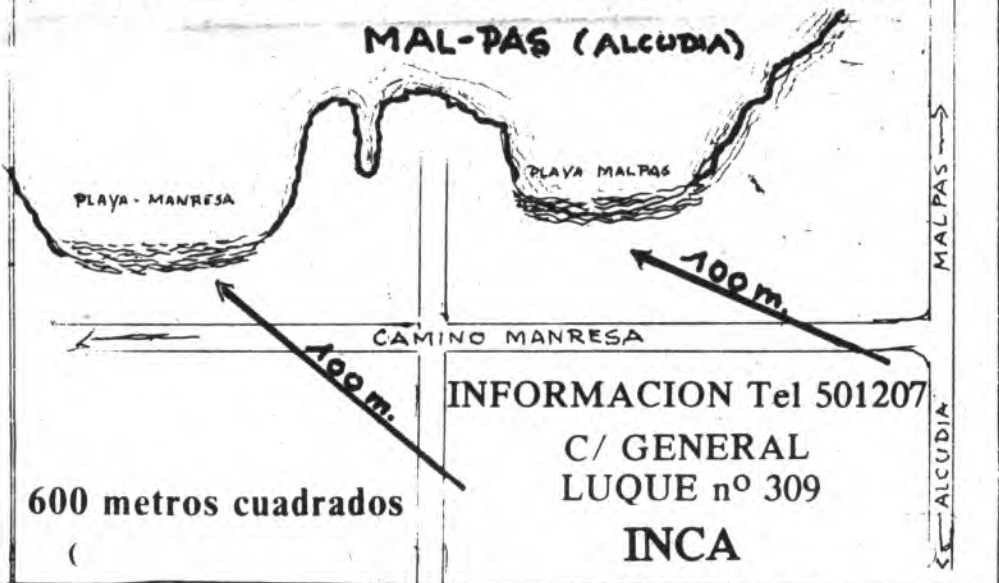 MAL-PAS (ALCUDIA)
PLAYA-MANRESA
PLAYA MALPAS
MALPAS
100 m.
CAMINO MANRESA
100 m.
INFORMACION Tel 501207
C/ GENERAL
LUQUE nº 309
INCA
600 metros cuadrados
(
ALCUDIA